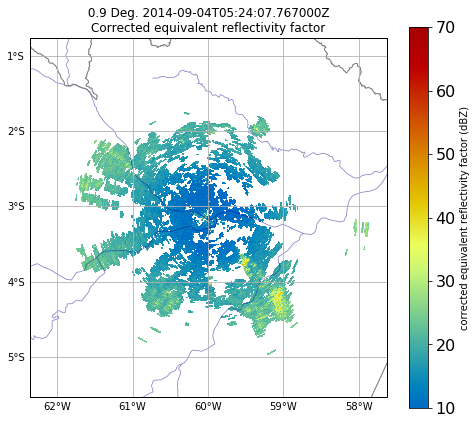 0.9 Deg. 2014-09-04T05:24:07.767000Z
Corrected equivalent reflectivity factor
1°S
2°S
3°S
4°S
5°S
62°W 61°W 60°W 59°W 58°W
70
60
50
40
30
20
10
corrected equivalent reflectivity factor (dBZ)